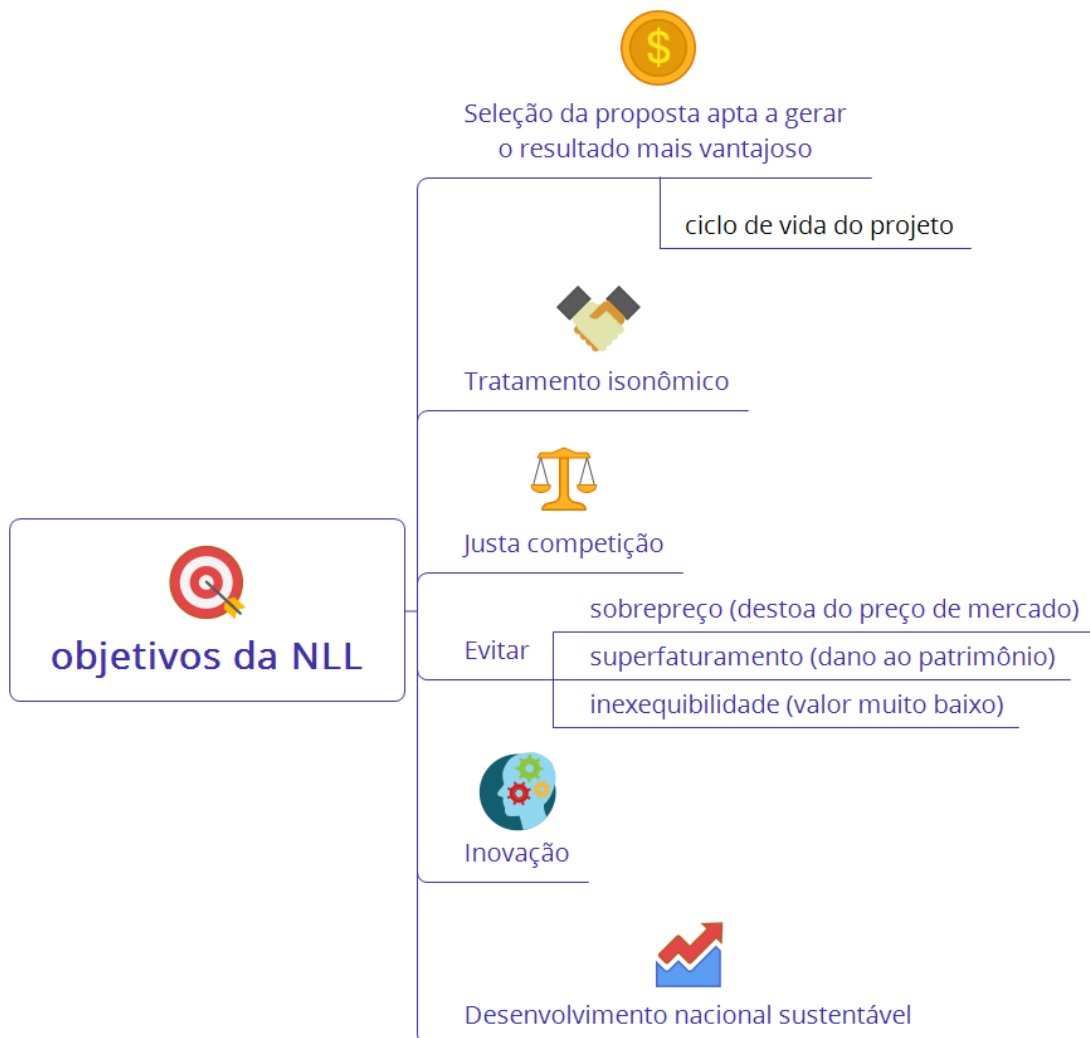 $
Seleção da proposta apta a gerar
o resultado mais vantajoso
ciclo de vida do projeto
Tratamento isonômico
Justa competição
objetivos da NLL
Evitar
sobrepreço (destoa do preço de mercado)
superfaturamento (dano ao patrimônio)
inexequibilidade (valor muito baixo)
Inovação
Desenvolvimento nacional sustentável